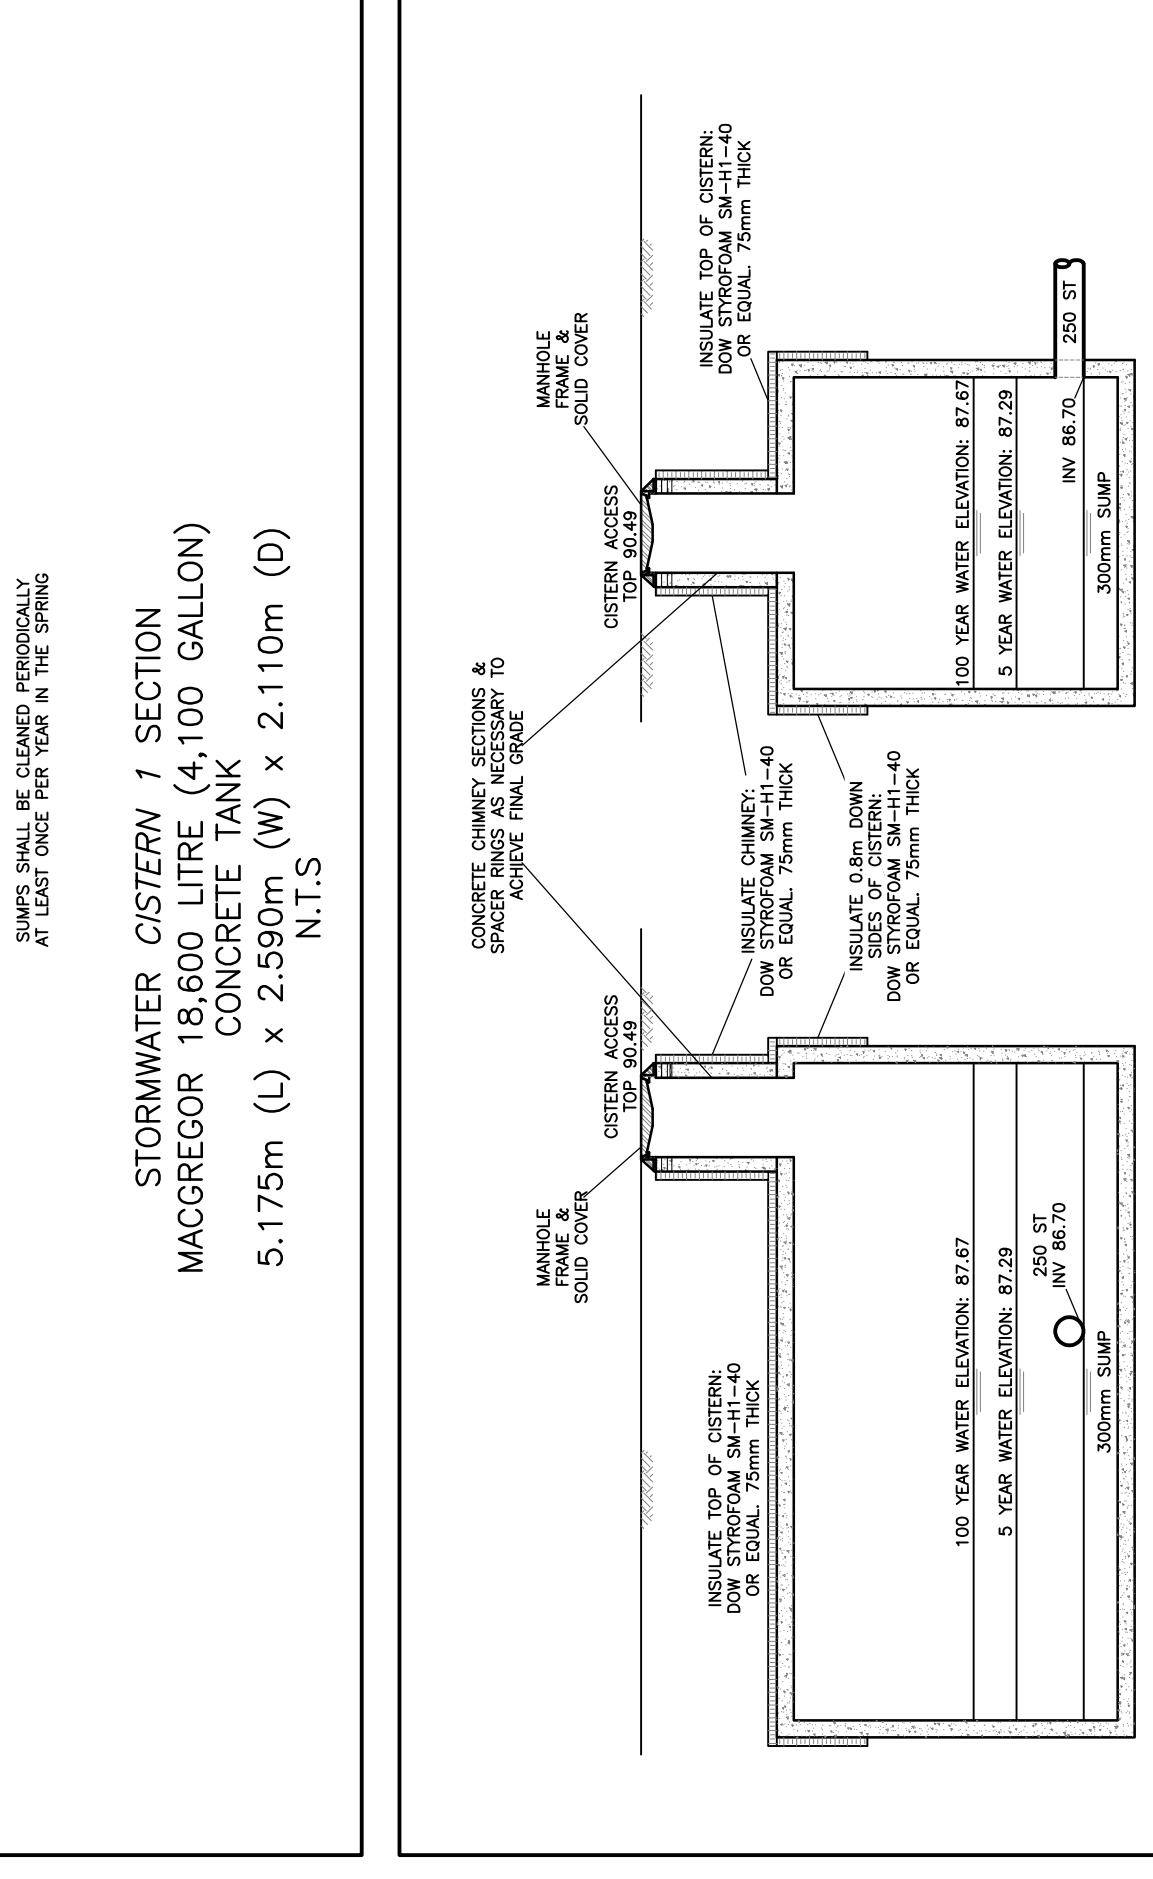 SUMPS SHALL BE CLEANED PERIODICALLY
AT LEAST ONCE PER YEAR IN THE SPRING
STORMWATER CISTERN 1 SECTION
MACGREGOR 18,600 LITRE (4,100 GALLON)
CONCRETE TANK
5.175m (L) x 2.590m (W) x 2.110m (D)
N.T.S
CONCRETE CHIMNEY SECTIONS &
SPACER RINGS AS NECESSARY TO
ACHIEVE FINAL GRADE
MANHOLE
FRAME &
SOLID COVER
CISTERN ACCESS
TOP 90.49
INSULATE TOP OF CISTERN:
DOW STYROFOAM SM-H1-40
OR EQUAL. 75mm THICK
INSULATE CHIMNEY:
DOW STYROFOAM SM-H1-40
OR EQUAL. 75mm THICK
INSULATE 0.8m DOWN
SIDES OF CISTERN:
DOW STYROFOAM SM-H1-40
OR EQUAL. 75mm THICK
100 YEAR WATER ELEVATION: 87.67
5 YEAR WATER ELEVATION: 87.29
250 ST
INV 86.70
300mm SUMP
MANHOLE
FRAME &
SOLID COVER
CISTERN ACCESS
TOP 90.49
INSULATE TOP OF CISTERN:
DOW STYROFOAM SM-H1-40
OR EQUAL. 75mm THICK
100 YEAR WATER ELEVATION: 87.67
5 YEAR WATER ELEVATION: 87.29
INV 86.70
250 ST
300mm SUMP